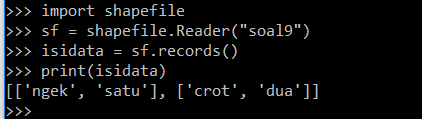 >>> import shapefile
>>> sf = shapefile.Reader("soal9")
>>> isidata = sf.records()
>>> print(isidata)
[['ngek', 'satu'], ['crot', 'dua']]
>>>